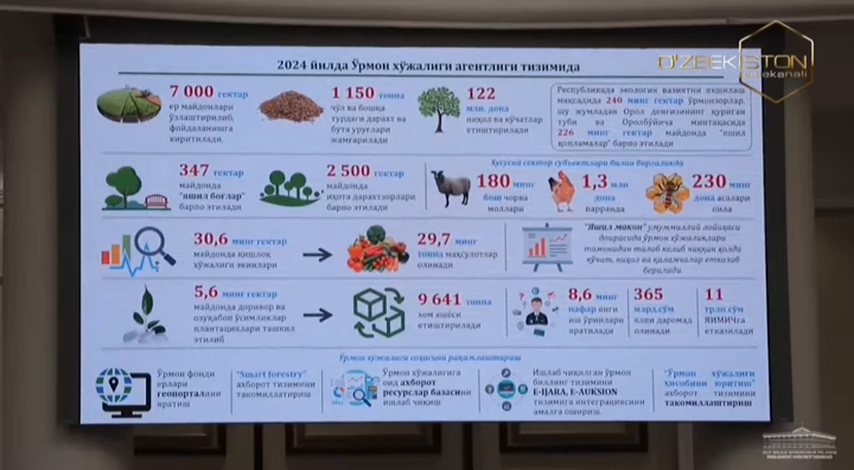 O'ZBEKISTON
telekanali
2024 йилда Ўрмон хўжалиги агентлиги тизимида
7 000 гектар
ер майдонлари
ўзлаштирилиб,
фойдаланишга
киритилади.
1 150 тонна
чўл ва бошқа
турдаги дарахт ва
бута уруғлари
жамғарилади
122
млн. дона
ниҳол ва кўчатлар
етиштирилади
Республикада экологик вазиятни яхшилаш
мақсадида 240 минг гектар ўрмонзорлар,
шу жумладан Орол денгизининг қуриган
туби ва Оролбўйича минтақасида
226 минг гектар майдонда "яшил
қопламалар" барпо этилади
347 гектар
майдонда
"яшил боғлар"
барпо этилади
2 500 гектар
майдонда
иҳота дарахтзорлари
барпо этилади
Хусусий сектор субъектлари билан биргаликда
180 минг
бош чорва
моллари
1,3 млн
дона
парранда
230 минг
дона асалари
оила
30,6 минг гектар
майдонда қишлоқ
хўжалиги экинлари
29,7 минг
тонна маҳсулотлар
олинади
"Яшил макон" умуммиллий лойиҳаси
доирасида ўрмон хўжаликлари
томонидан талаб келиб чиққан ҳолда
кўчат, ниҳол ва қаламчалар етказиб
берилади.
5,6 минг гектар
майдонда доривор ва
озуқабоп ўсимликлар
плантациялари ташкил
этилиб
9 641 тонна
хом ашёси
етиштирилади
8,6 минг
нафар янги
иш ўринлари
яратилади
365
млрд.сўм
ялпи даромад
олинади
11
трлн.сўм
ЯИМИЧга
етказилади
Ўрмон хўжалиги соҳасини рақамлаштириш
Ўрмон фонди
ерлари
геопорталини
яратиш
"Smart forestry"
ахборот тизимини
такомиллаштириш
Ўрмон хўжалигига
оид ахборот
ресурслар базасини
ишлаб чиқиш
Ишлаб чиқилган ўрмон
биллинг тизимини
E-IJARA, E-AUKSION
тизимига интеграциясини
амалга ошириш.
"Ўрмон хўжалиги
ҳисобини юритиш"
ахборот тизимини
такомиллаштириш